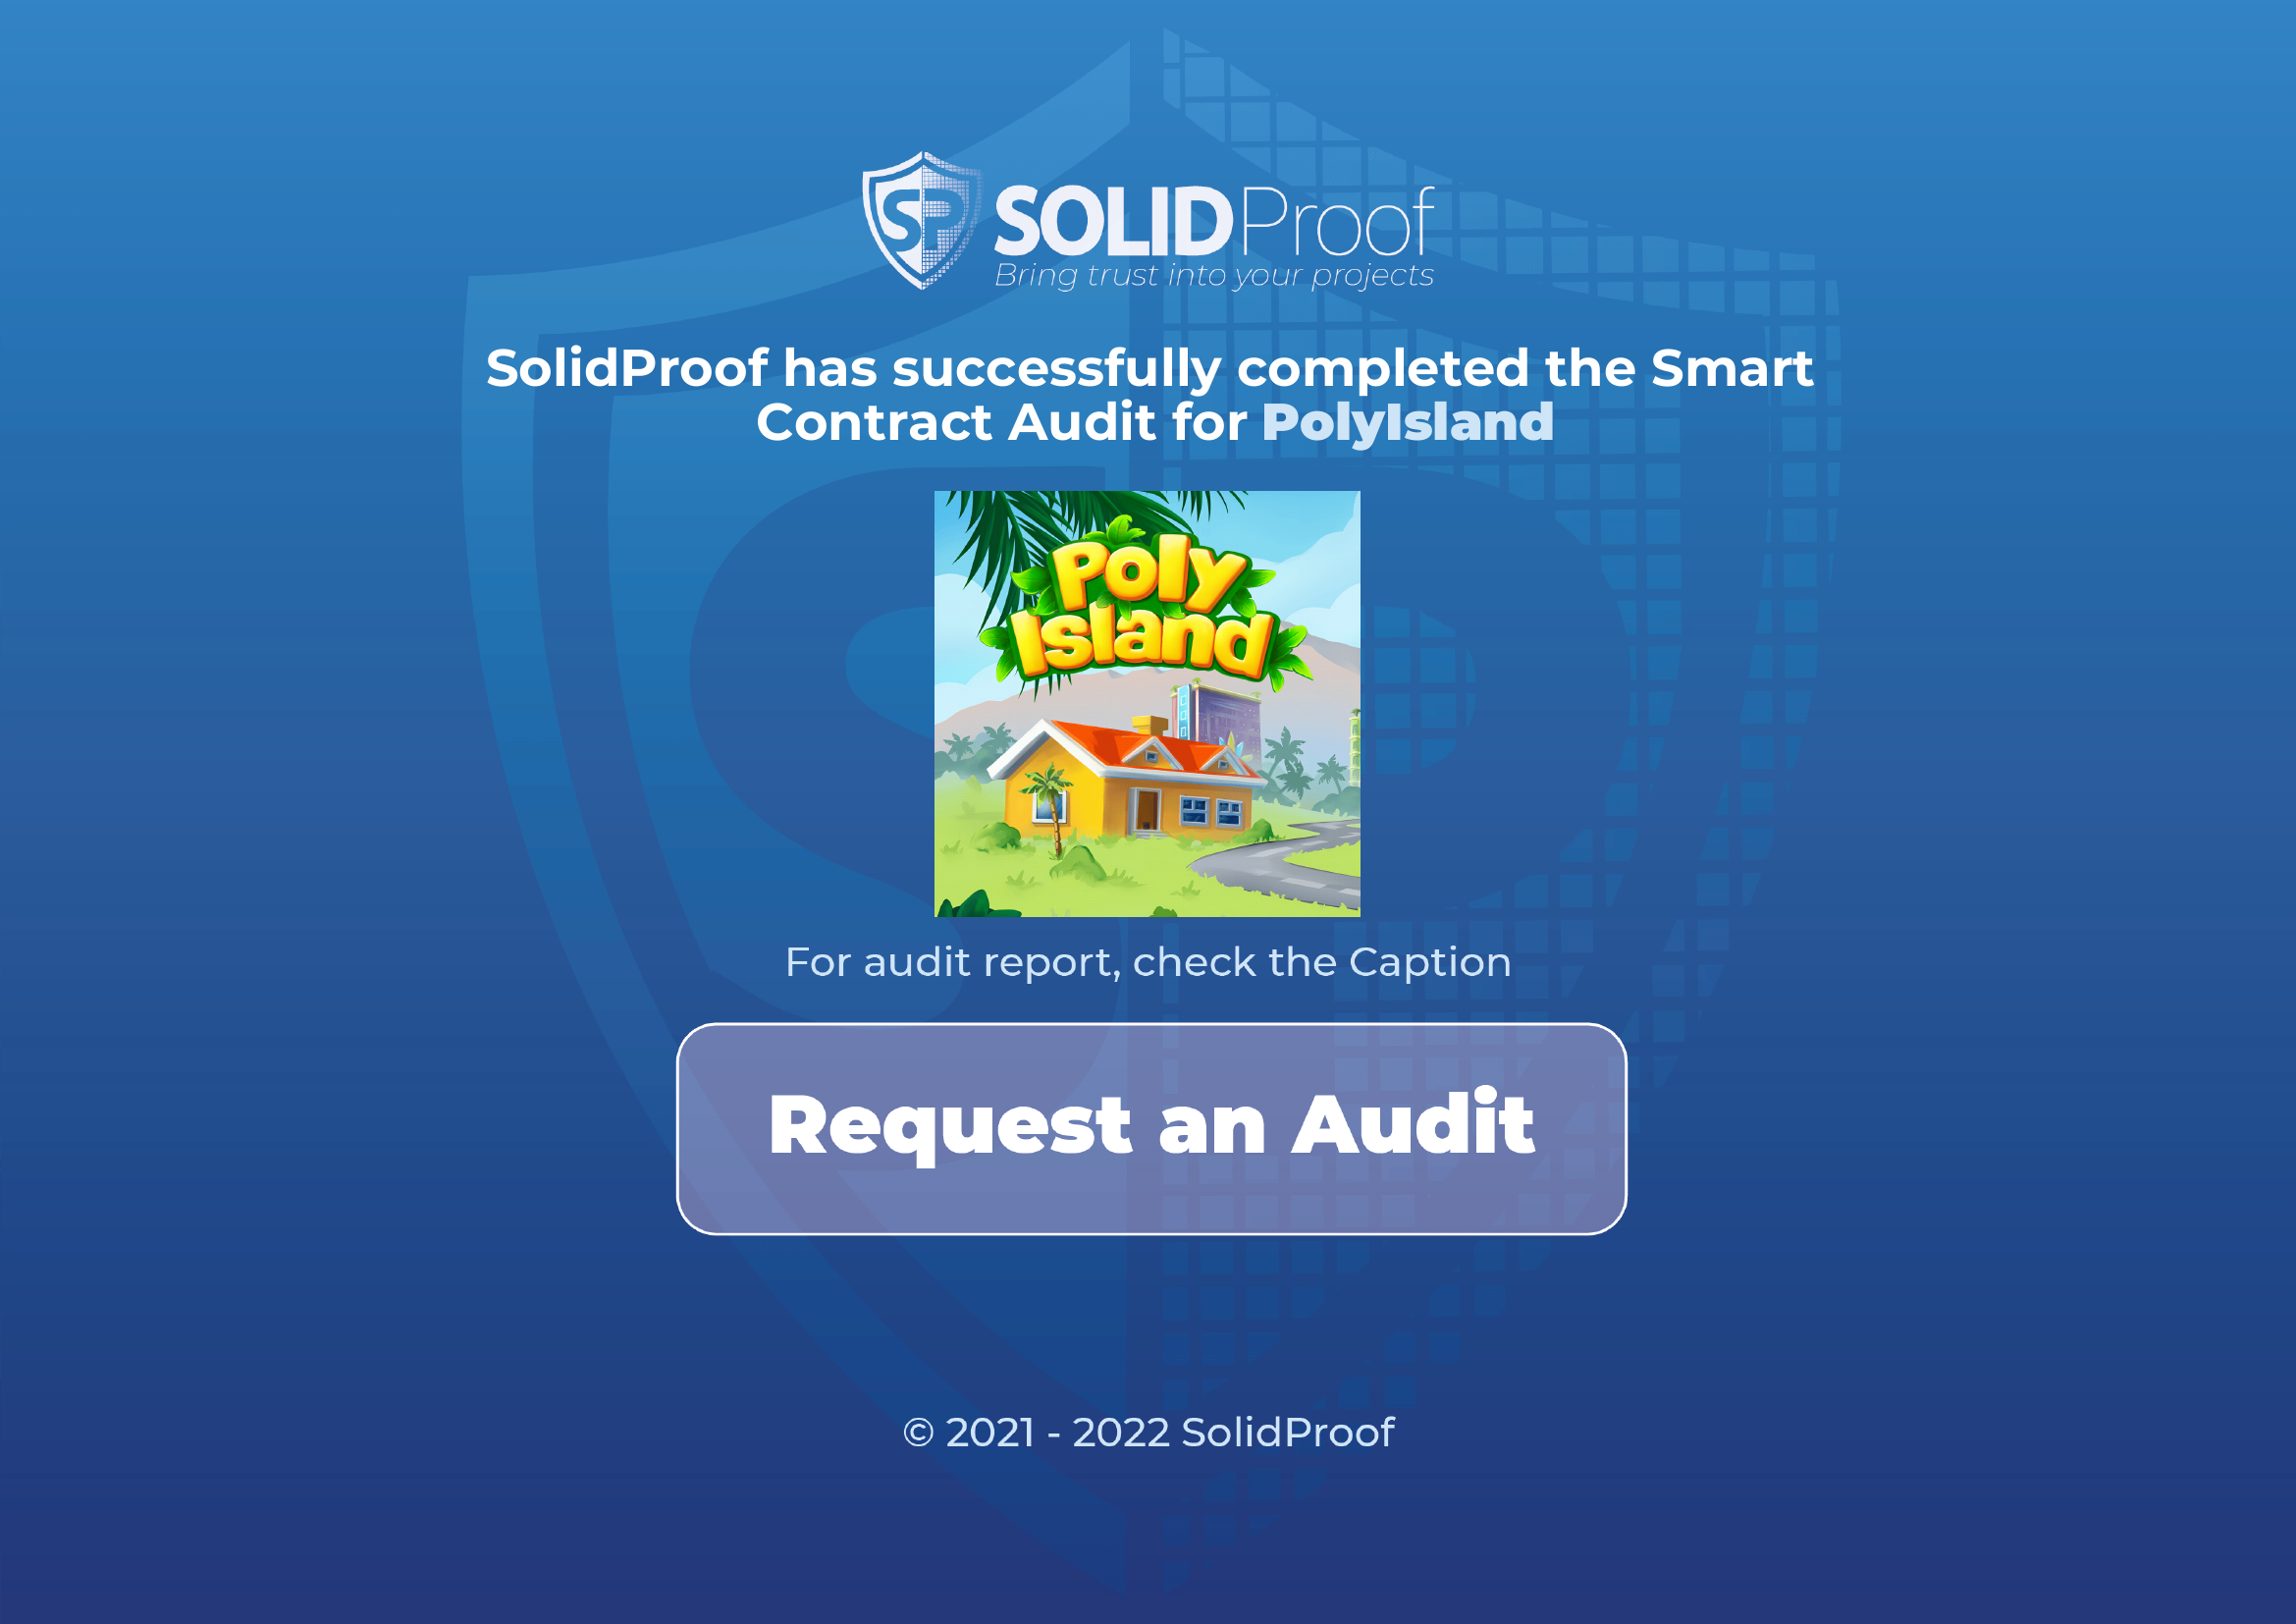 SP SOLIDProof
Bring trust into your projects
SolidProof has successfully completed the Smart
Contract Audit for PolyIsland
Poly
Island
For audit report, check the Caption
Request an Audit
© 2021 - 2022 SolidProof